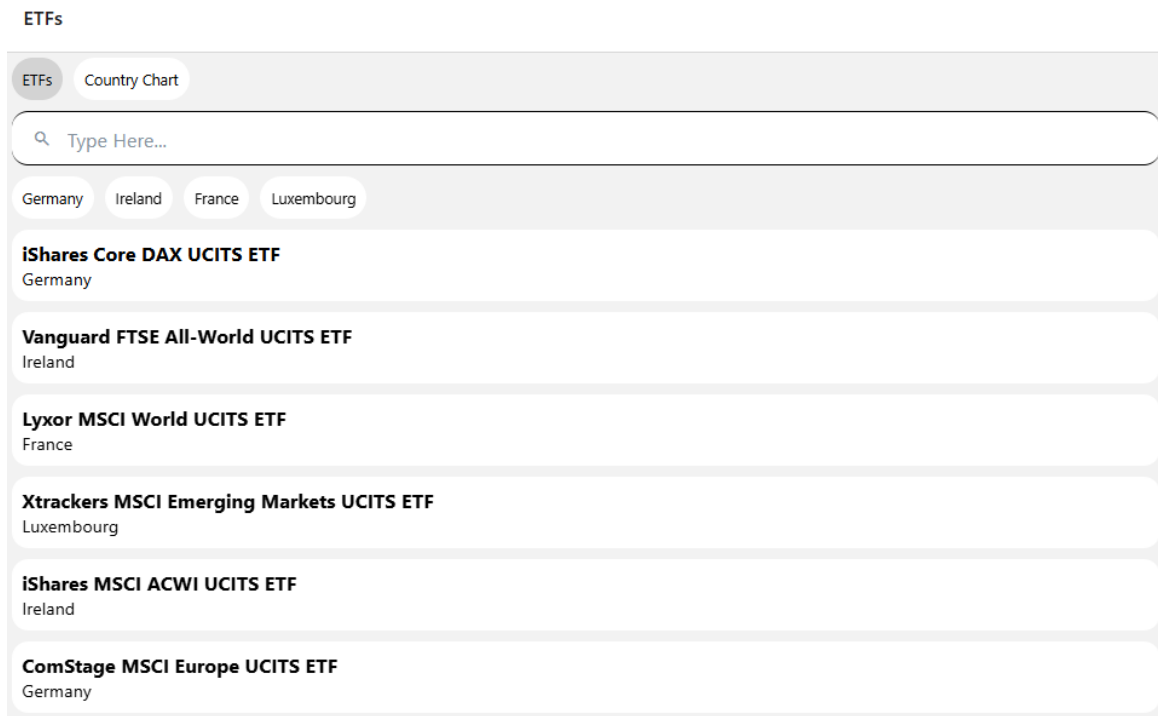 ETFs
ETFs Country Chart
Type Here...
Germany Ireland France Luxembourg
iShares Core DAX UCITS ETF
Germany
Vanguard FTSE All-World UCITS ETF
Ireland
Lyxor MSCI World UCITS ETF
France
Xtrackers MSCI Emerging Markets UCITS ETF
Luxembourg
iShares MSCI ACWI UCITS ETF
Ireland
ComStage MSCI Europe UCITS ETF
Germany